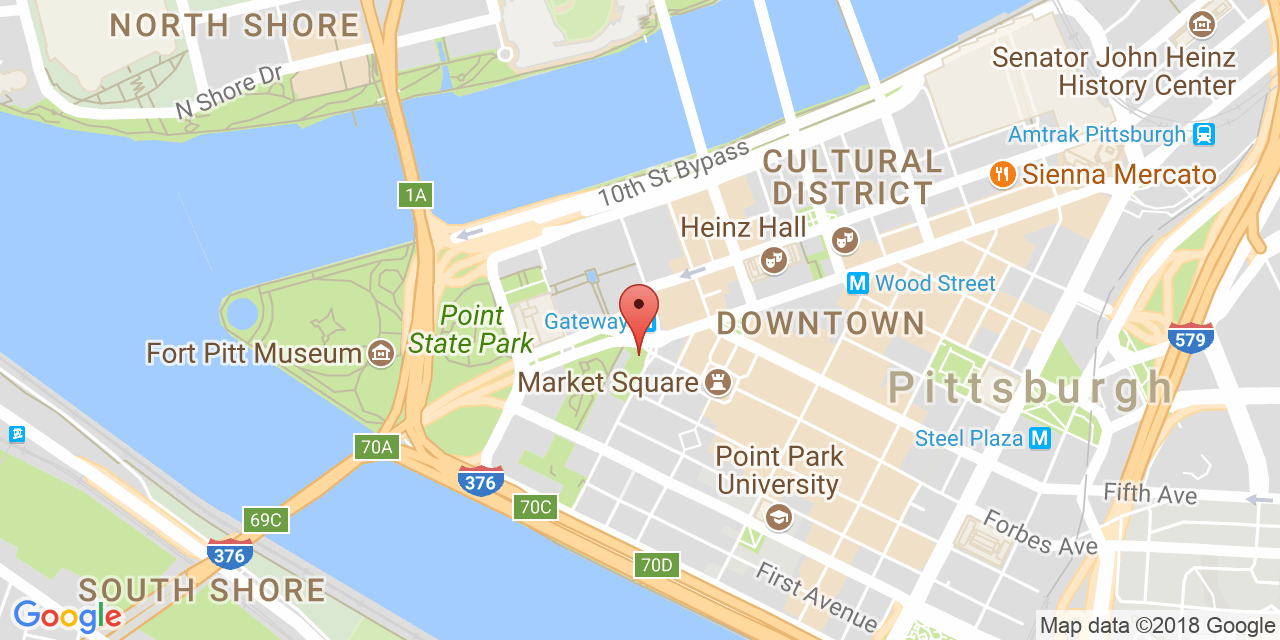 NORTH SHORE
N Shore Dr
Senator John Heinz
History Center
Amtrak Pittsburgh
10th St Bypass
CULTURAL
DISTRICT
Sienna Mercato
1A
Heinz Hall
Wood Street
Point
State Park
Gateway
DOWNTOWN
579
Fort Pitt Museum
Market Square
Pittsburgh
Steel Plaza
70A
Point Park
University
376
70C
Fifth Ave
69C
Forbes Ave
376
70D
SOUTH SHORE
First Avenue
Google
Map data ©2018 Google